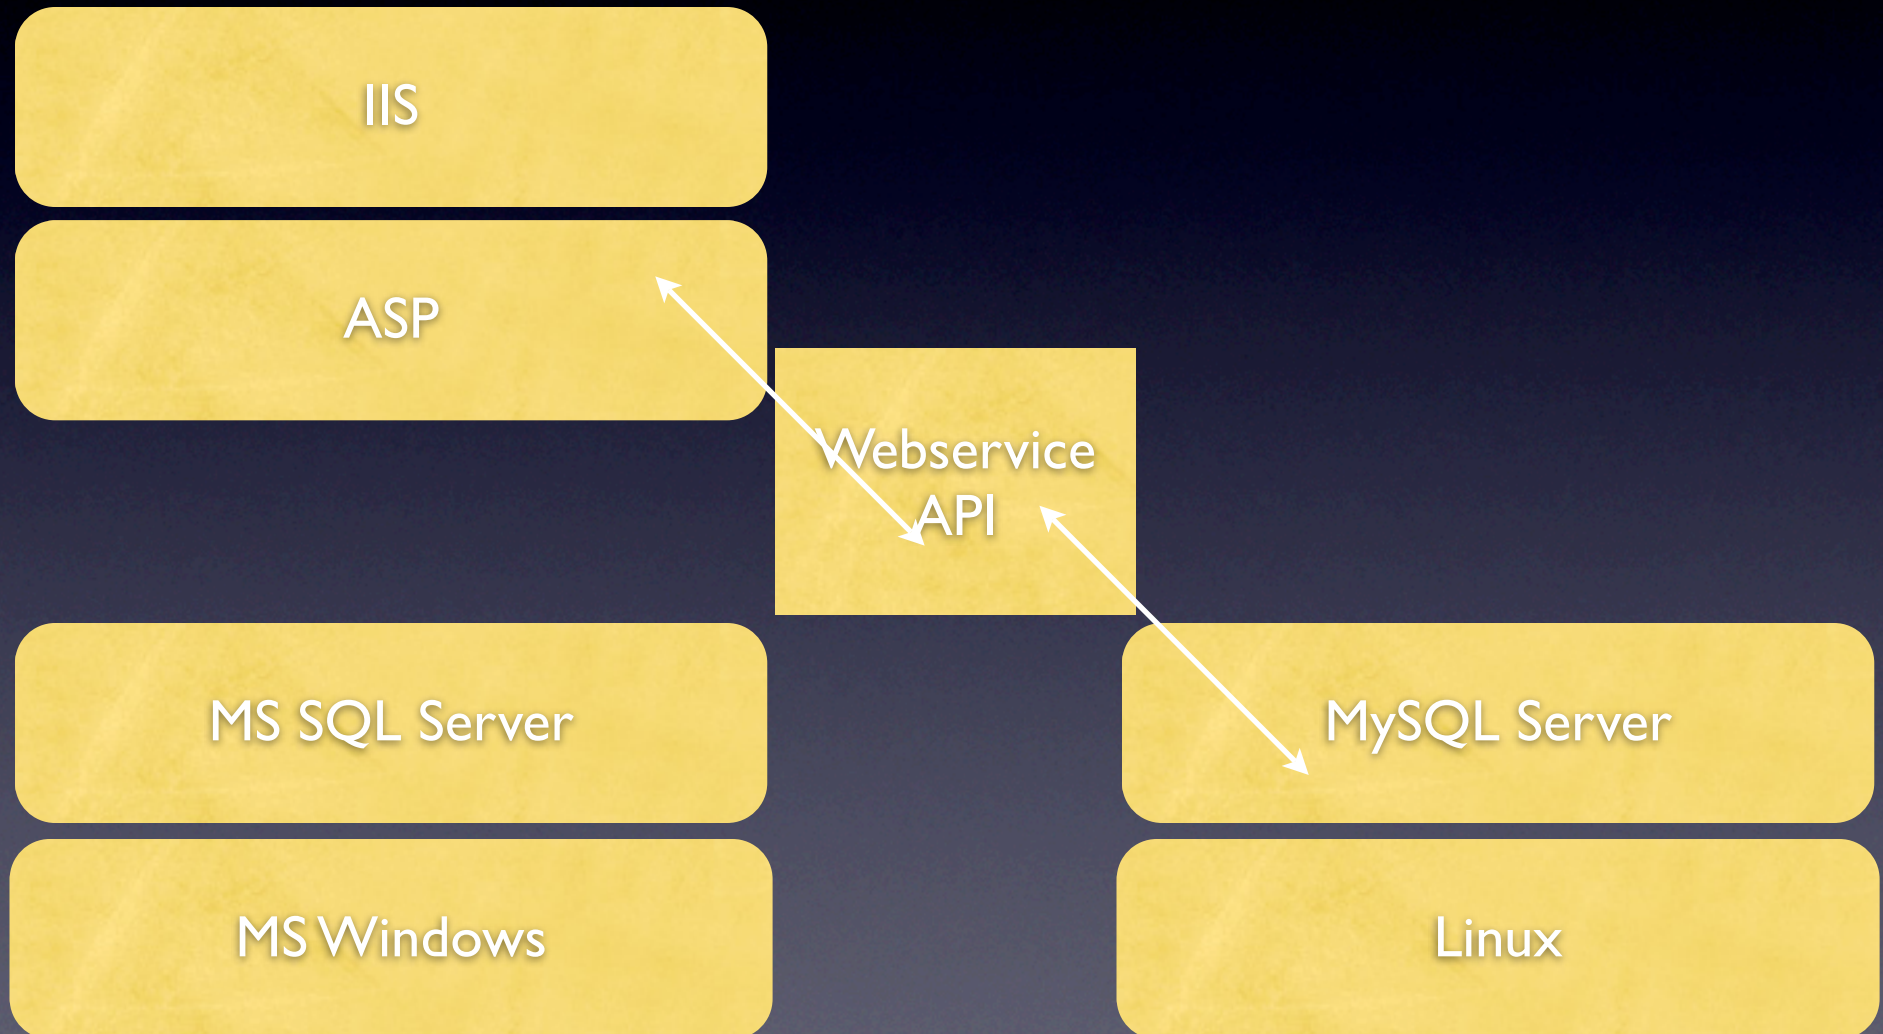 IIS
ASP
Webservice
API
MS SQL Server
MySQL Server
MS Windows
Linux